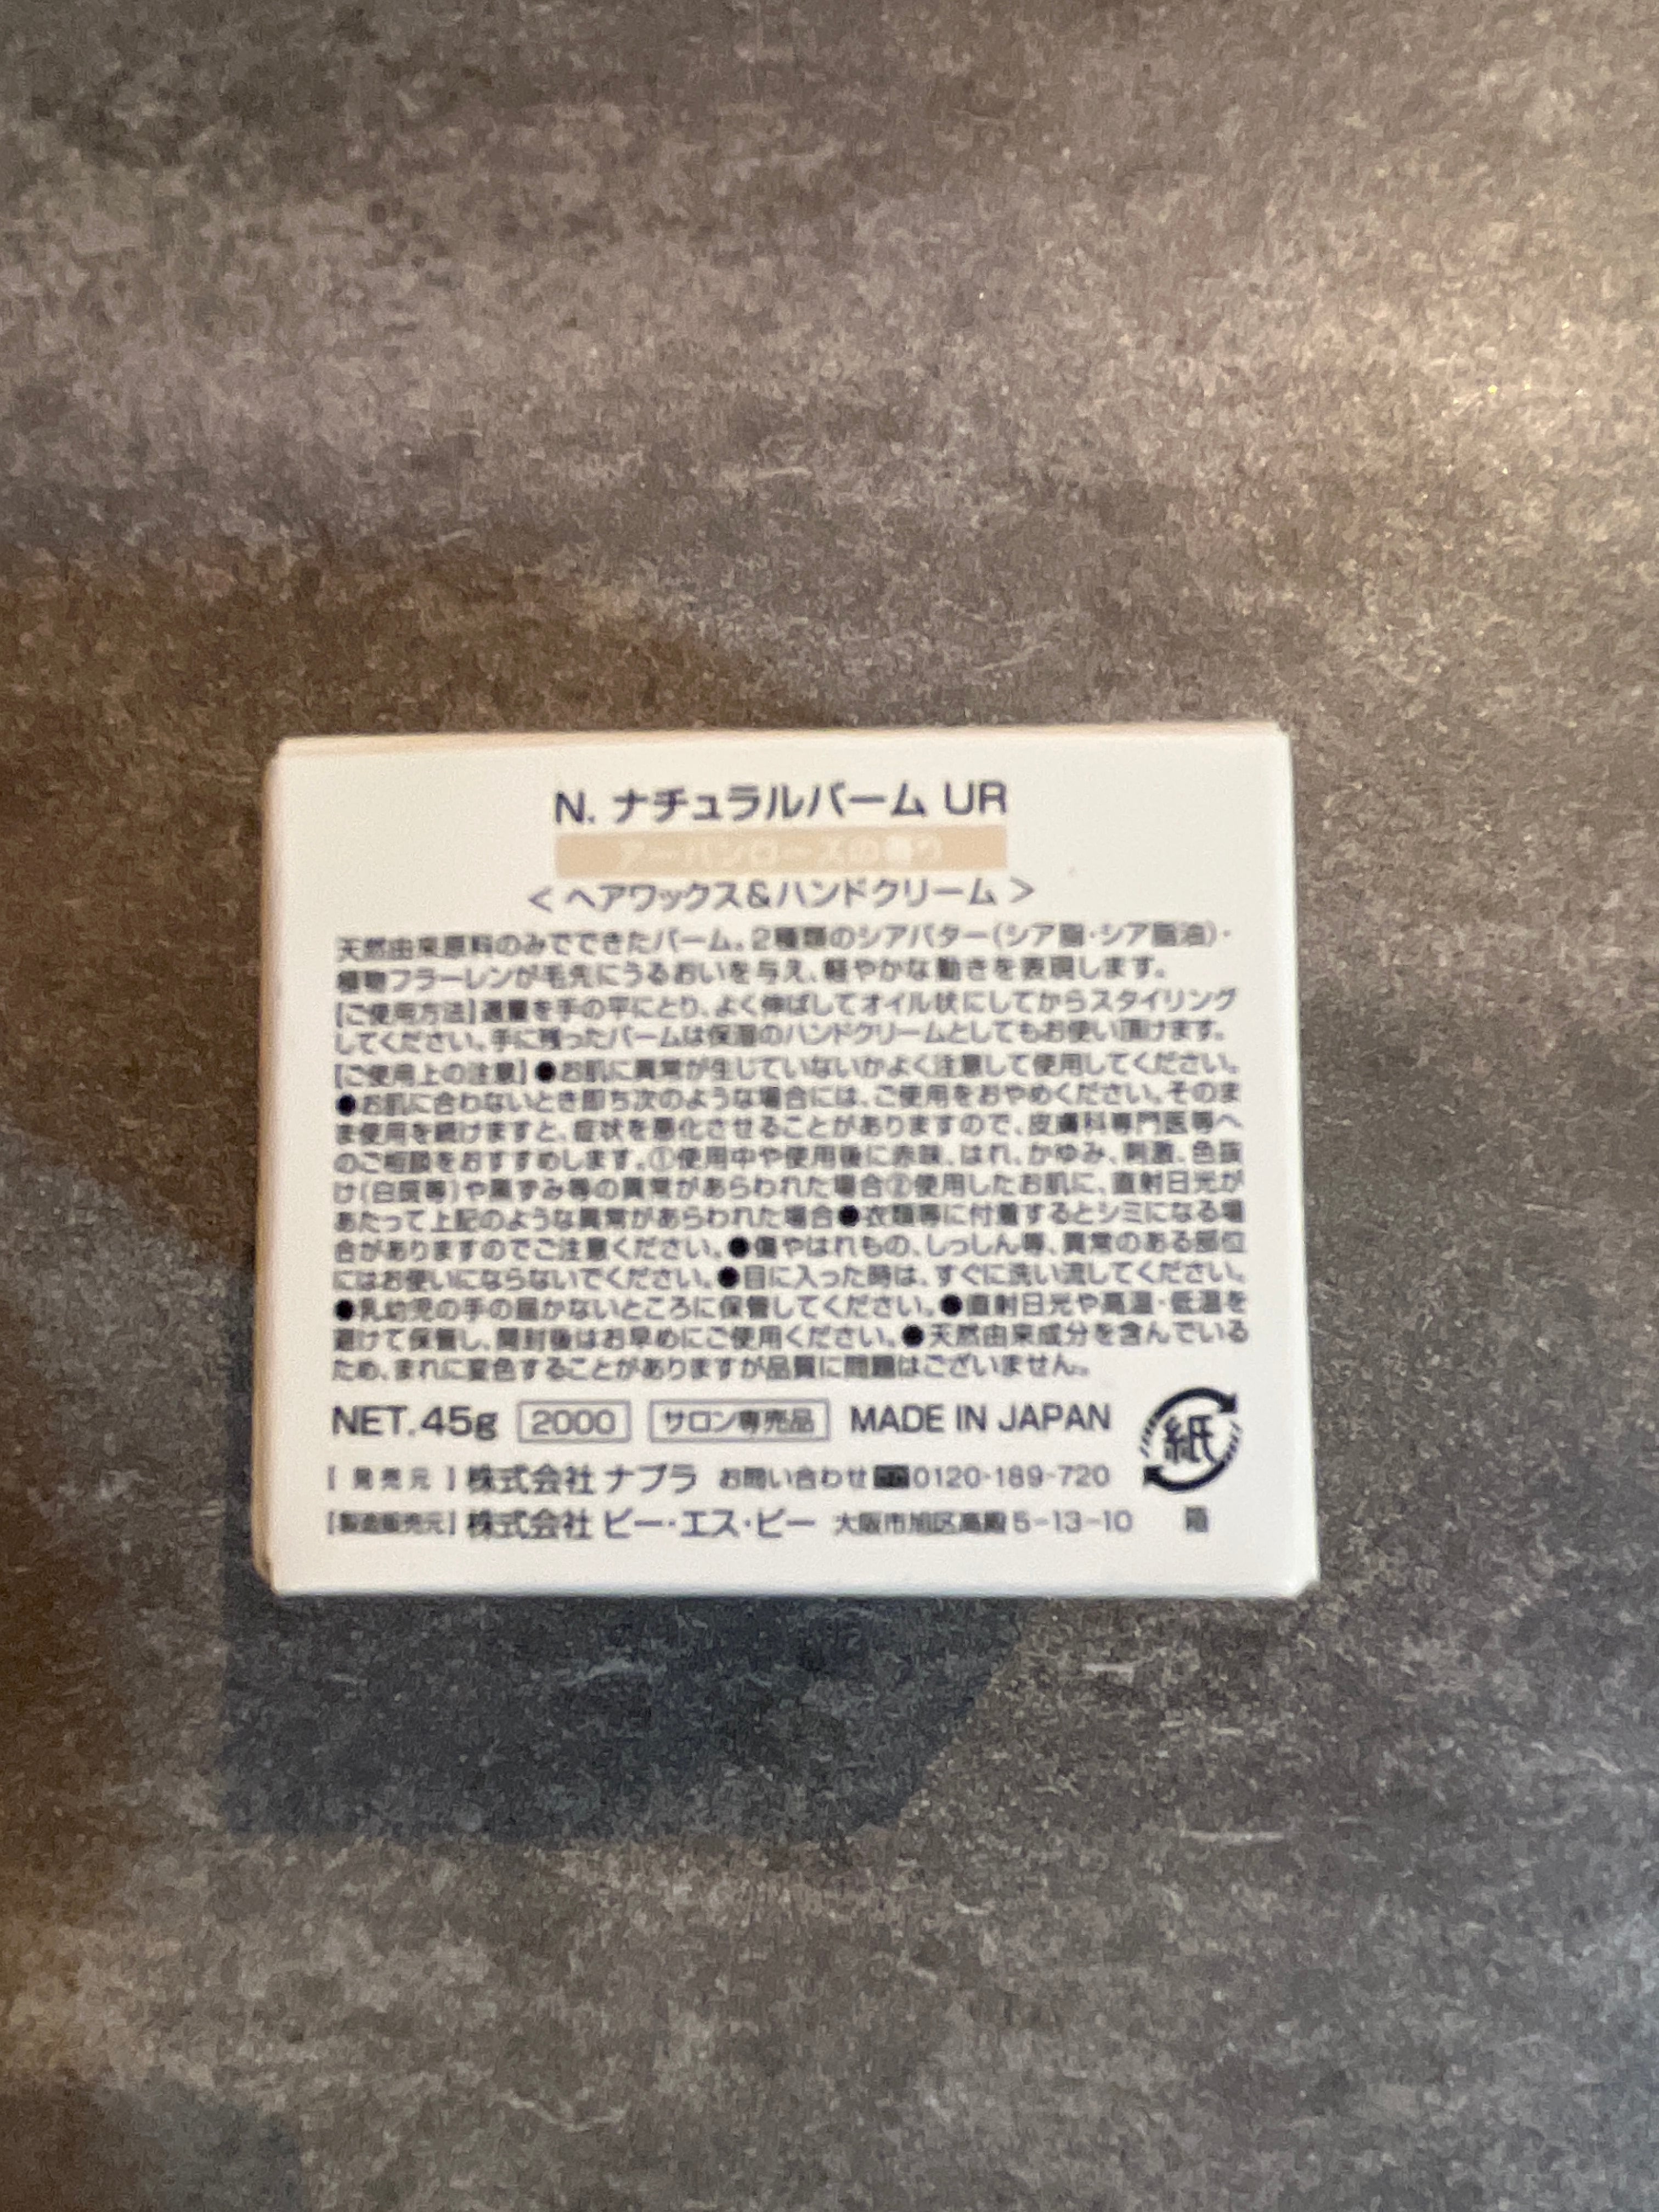 N. ナチュラルバーム UR
アーバンローズの香り
< ヘアワックス&ハンドクリーム >
天然由来原料のみでできたバーム。2種類のシアバター(シア脂・シア脂油)・
植物フラーレンが毛先にうるおいを与え、軽やかな動きを表現します。
【ご使用方法】適量を手の平にとり、よく伸ばしてオイル状にしてからスタイリング
してください。手に残ったバームは保湿のハンドクリームとしてもお使い頂けます。
【ご使用上の注意】●お肌に異常が生じていないかよく注意して使用してください。
●お肌に合わないとき即ち次のような場合には、ご使用をおやめください。そのま
ま使用を続けますと、症状を悪化させることがありますので、皮膚科専門医等へ
のご相談をおすすめします。①使用中や使用後に赤味、はれ、かゆみ、刺激、色抜
け(白斑等)や黒ずみ等の異常があらわれた場合②使用したお肌に、直射日光が
あたって上記のような異常があらわれた場合●衣類等に付着するとシミになる場
合がありますのでご注意ください。●傷やはれもの、しっしん等、異常のある部位
にはお使いにならないでください。●目に入った時は、すぐに洗い流してください。
●乳幼児の手の届かないところに保管してください。●直射日光や高温・低温を
避けて保管し、開封後はお早めにご使用ください。●天然由来成分を含んでいる
ため、まれに変色することがありますが品質に問題はございません。
NET.45g 2000 サロン専売品 MADE IN JAPAN 紙
[ 発売元 ] 株式会社 ナプラ お問い合わせ 0120-189-720
[製造販売元] 株式会社 ビー・エス・ピー 大阪市旭区高殿5-13-10 箱